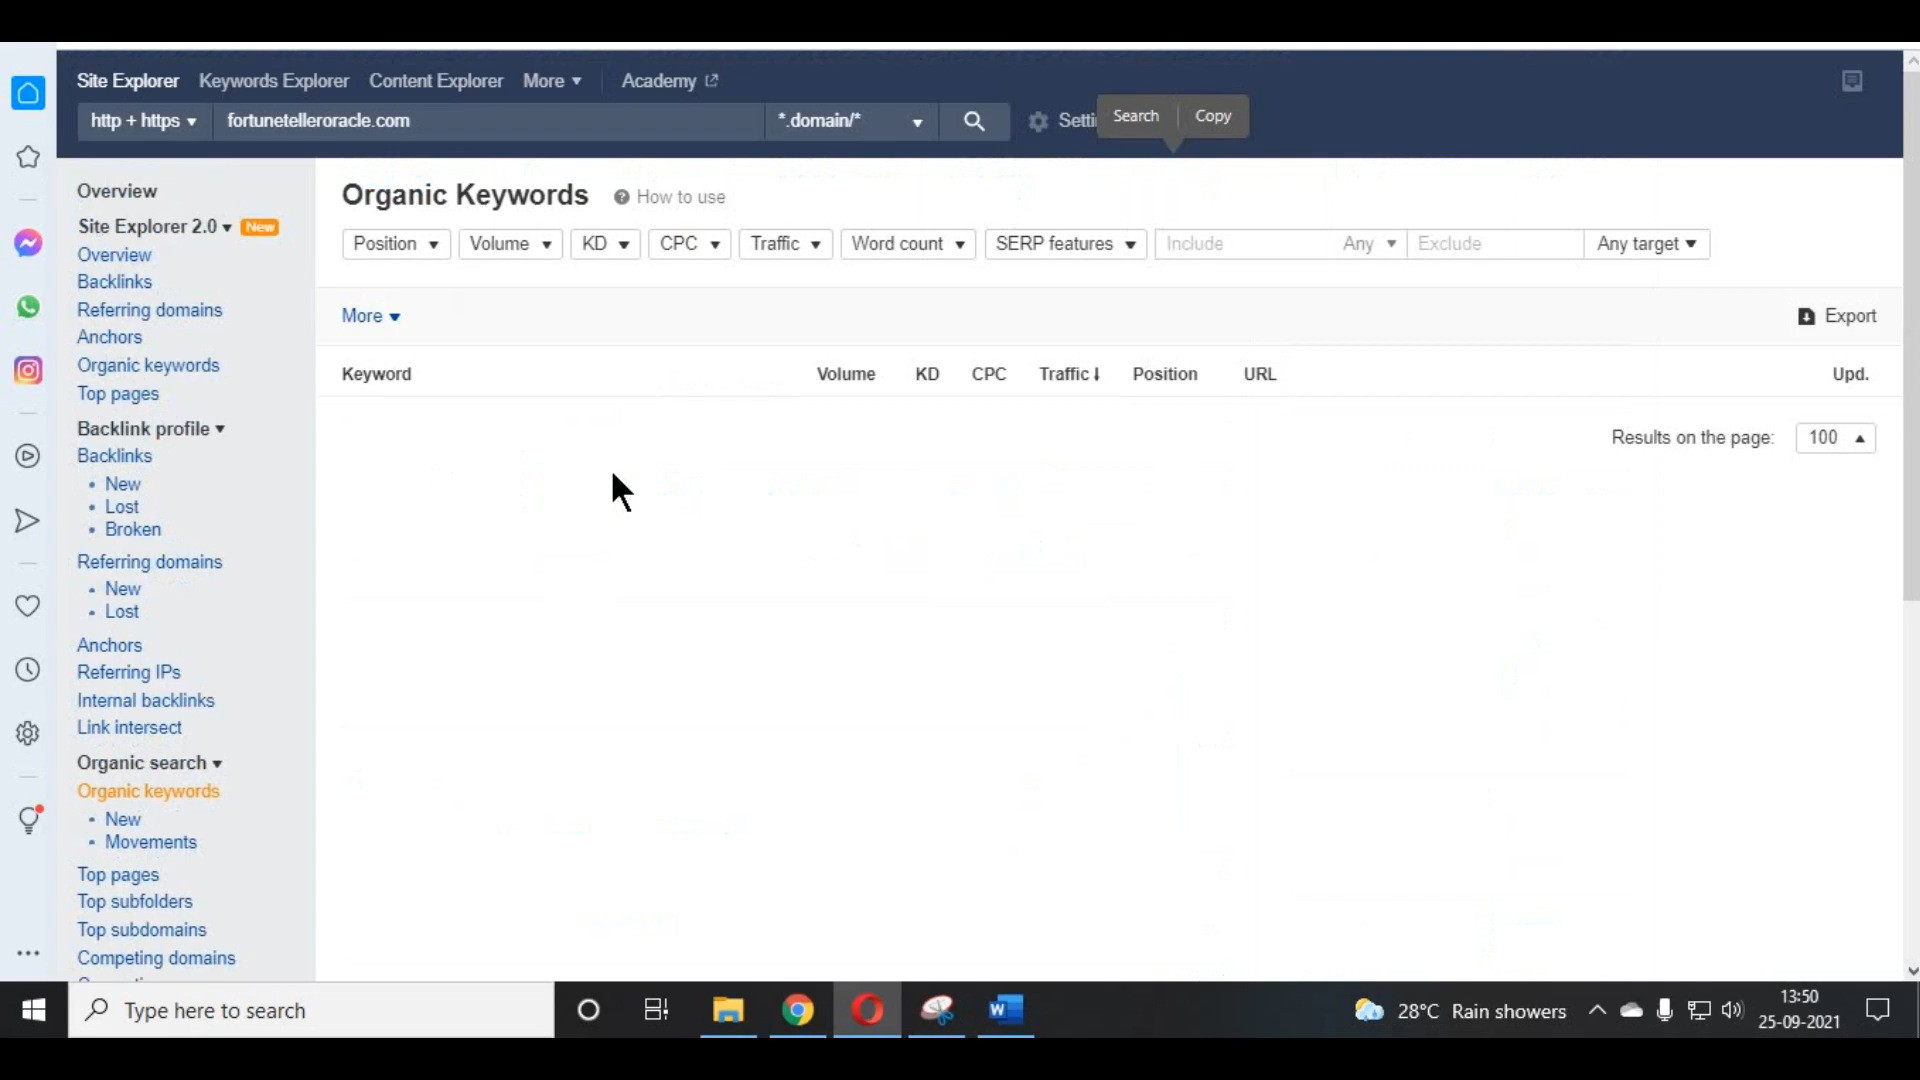 Site Explorer Keywords Explorer Content Explorer More Academy
http + https fortunetelleroracle.com *.domain/* Setti Search Copy
Overview
Site Explorer 2.0 New
Overview
Backlinks
Referring domains
Anchors
Organic keywords
Top pages
Backlink profile
Backlinks
New
Lost
Broken
Referring domains
New
Lost
Anchors
Referring IPs
Internal backlinks
Link intersect
Organic search
Organic keywords
New
Movements
Top pages
Top subfolders
Top subdomains
Competing domains
Organic Keywords How to use
Position Volume KD CPC Traffic Word count SERP features Include Any Exclude Any target
More Export
Keyword Volume KD CPC Traffic Position URL Upd.
Results on the page: 100
Type here to search
28°C Rain showers
13:50
25-09-2021